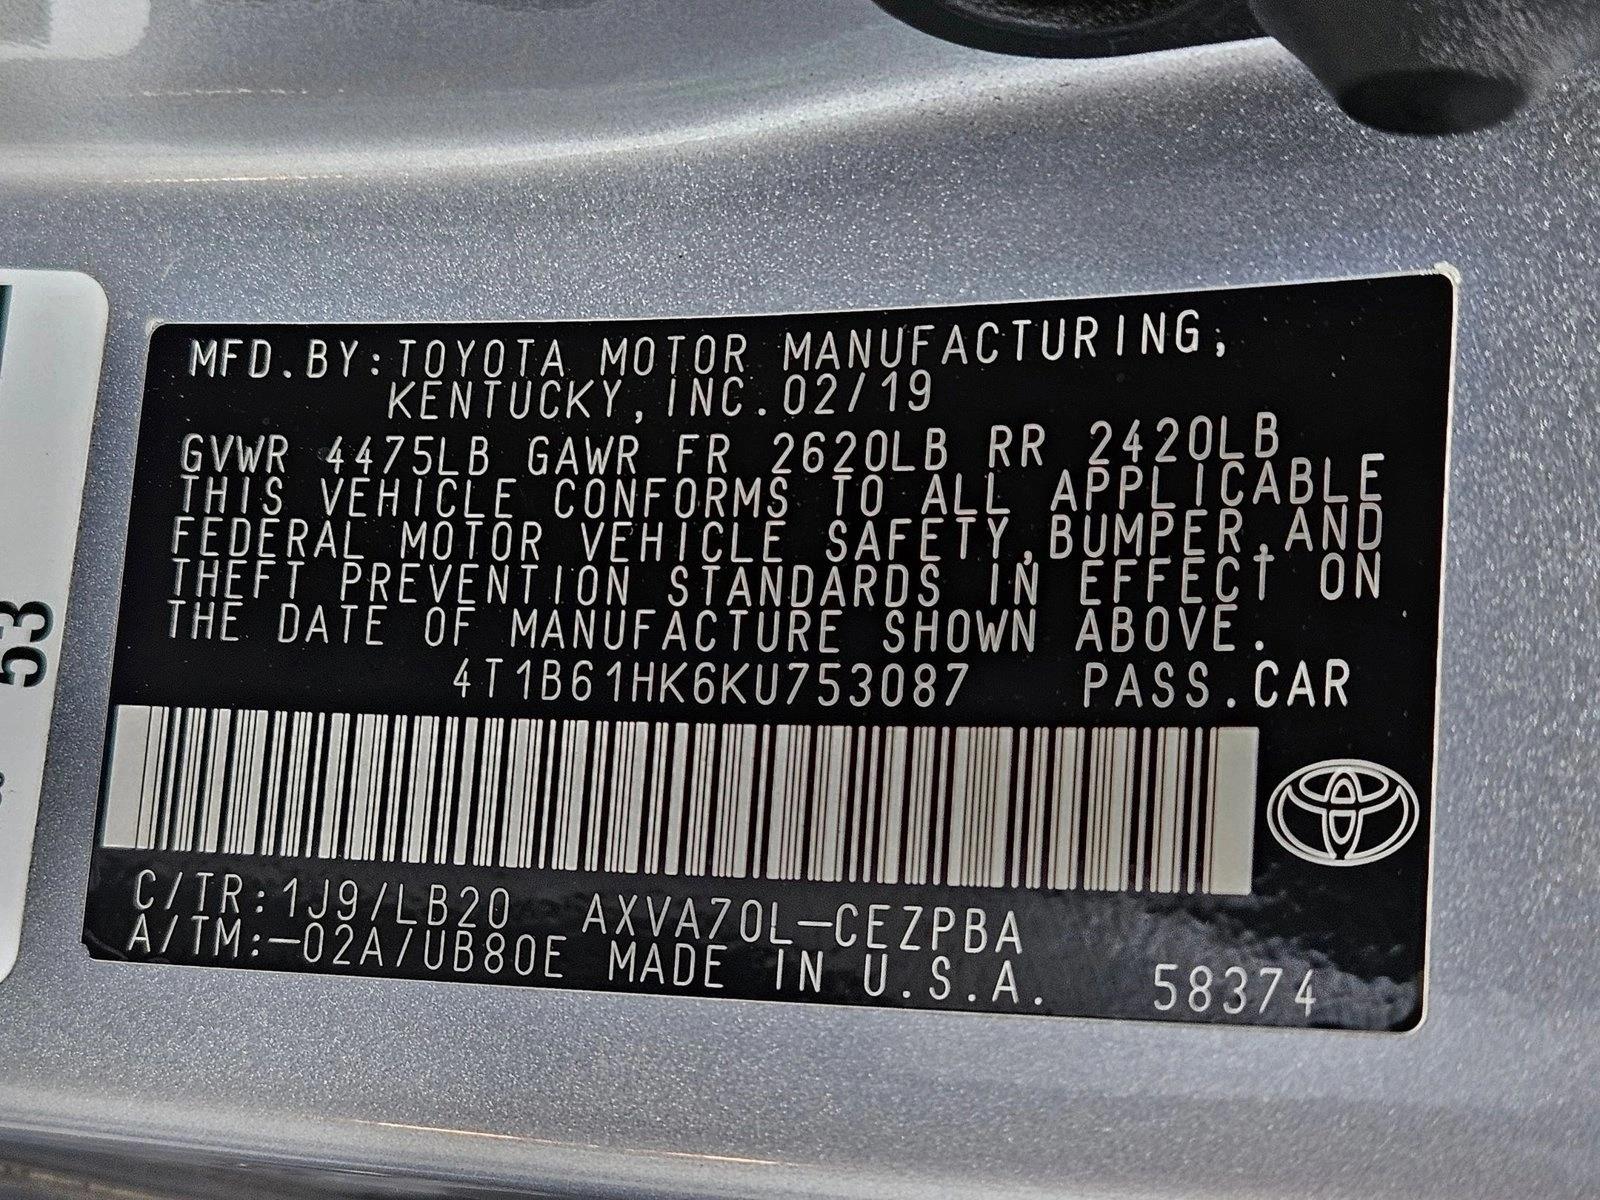 MFD.BY:TOYOTA MOTOR MANUFACTURING,
KENTUCKY, INC.02/19
GVWR 4475LB GAWR FR 2620LB RR 2420LB
THIS VEHICLE CONFORMS TO ALL APPLICABLE
FEDERAL MOTOR VEHICLE SAFETY,BUMPER,AND
THEFT PREVENTION STANDARDS IN EFFECT ON
THE DATE OF MANUFACTURE SHOWN ABOVE.
4T1B61HK6KU753087 PASS.CAR
C/TR:1J9/LB20 AXVA70L-CEZPBA
A/TM:-02A/UB80E MADE IN U.S.A. 58374
53